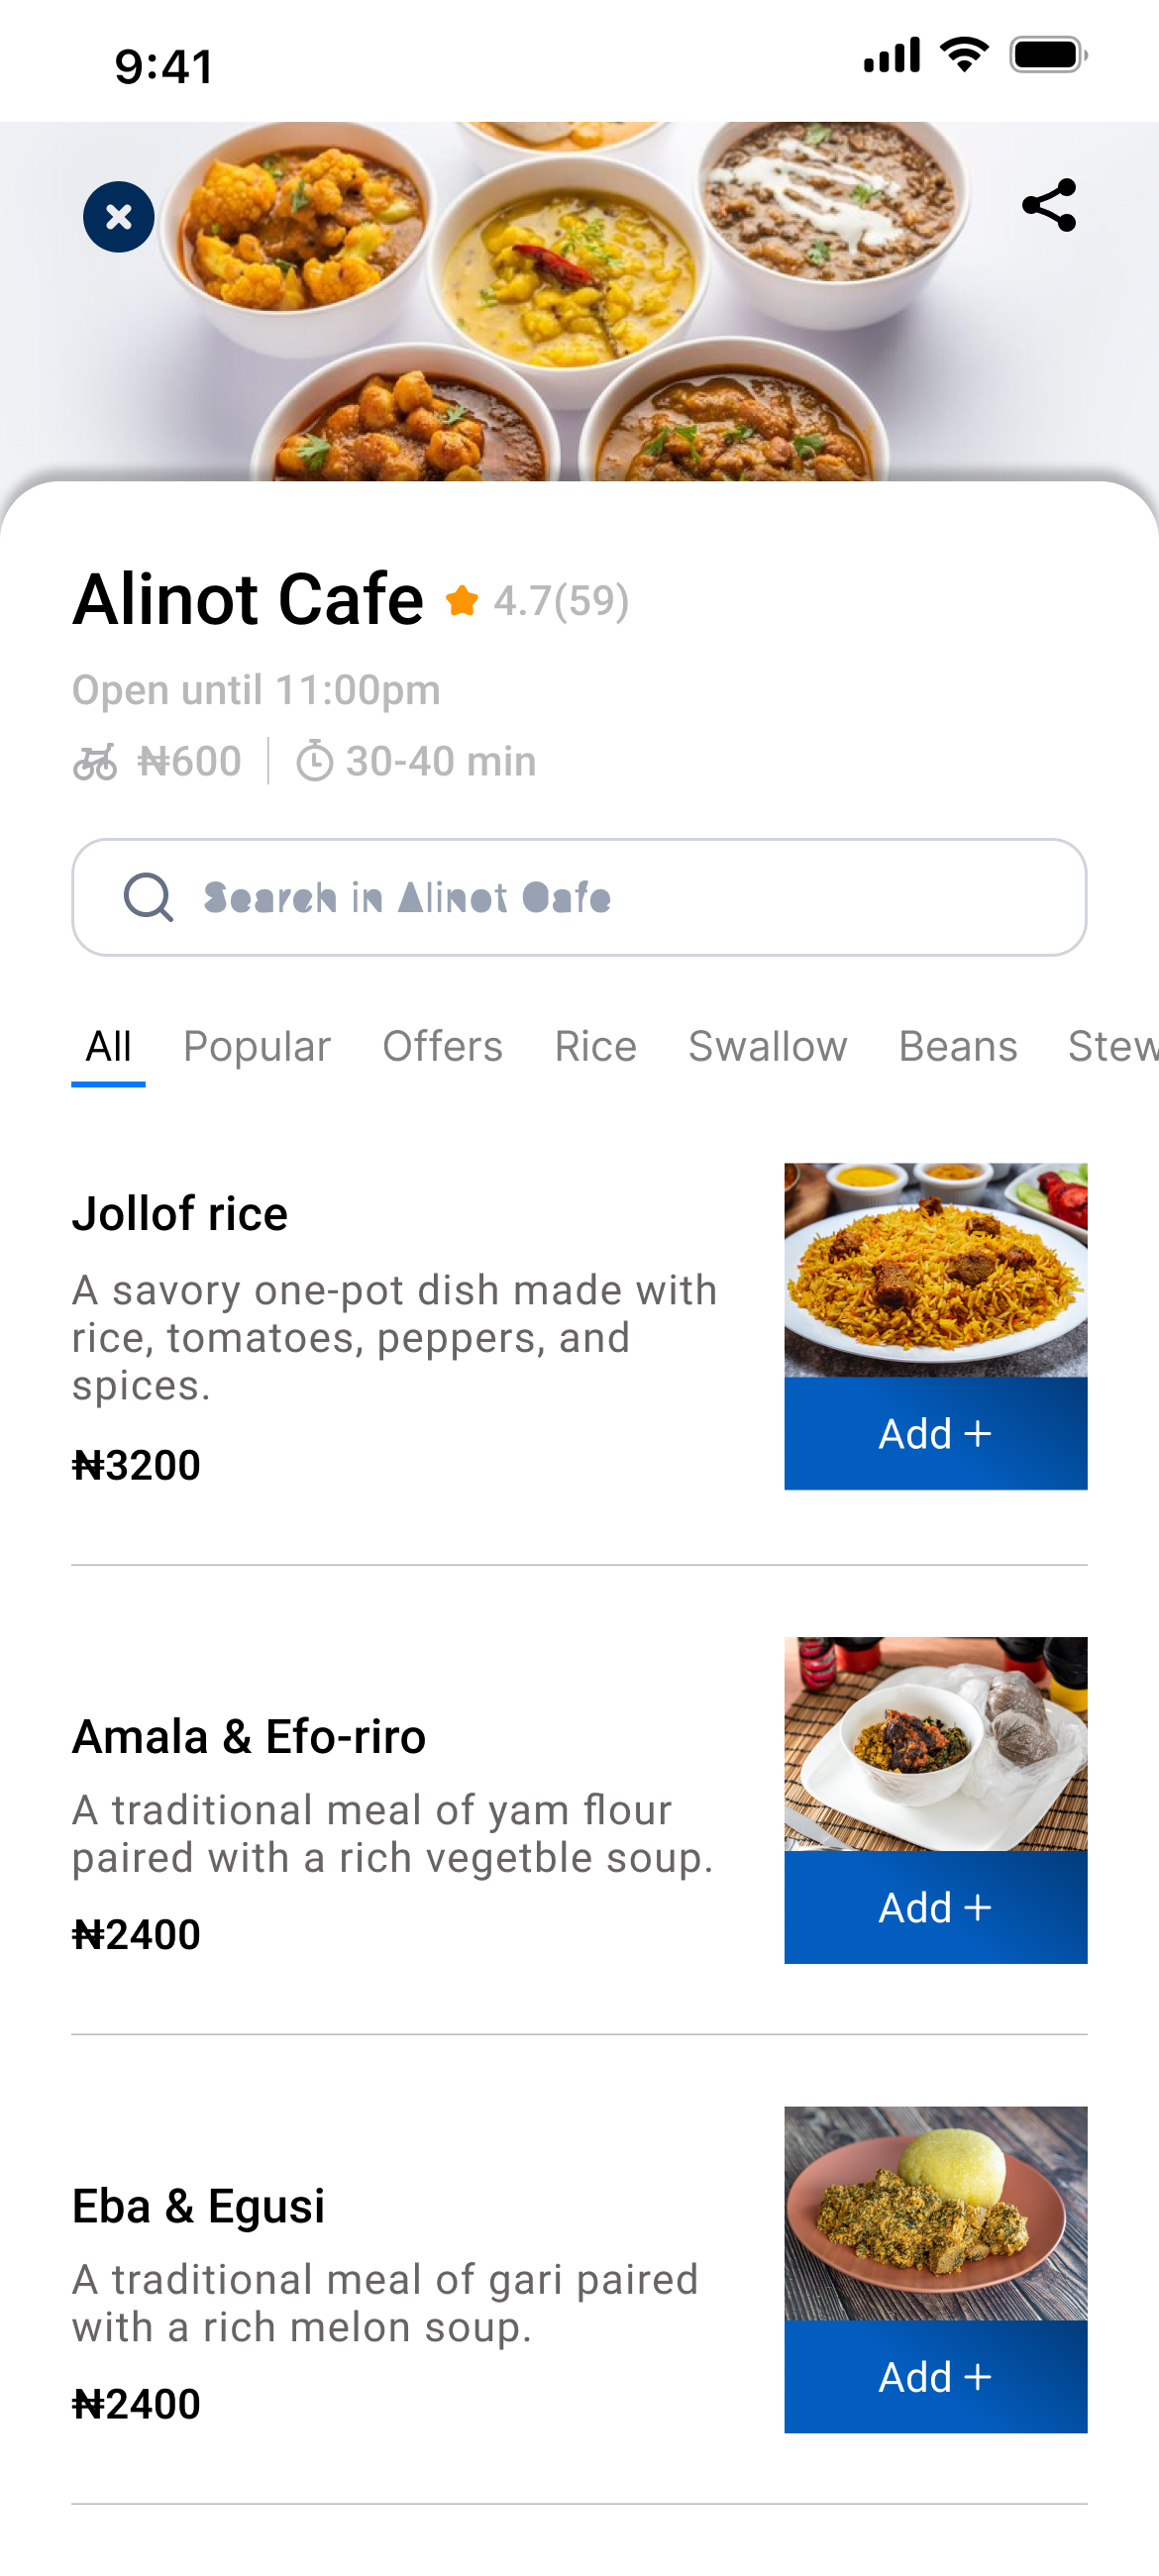 9:41
Alinot Cafe 4.7(59)
Open until 11:00pm
₦600 30-40 min
Search in Alinot Cafe
All Popular Offers Rice Swallow Beans Stew
Jollof rice
A savory one-pot dish made with
rice, tomatoes, peppers, and
spices.
₦3200
Add +
Amala & Efo-riro
A traditional meal of yam flour
paired with a rich vegetble soup.
₦2400
Add +
Eba & Egusi
A traditional meal of gari paired
with a rich melon soup.
₦2400
Add +